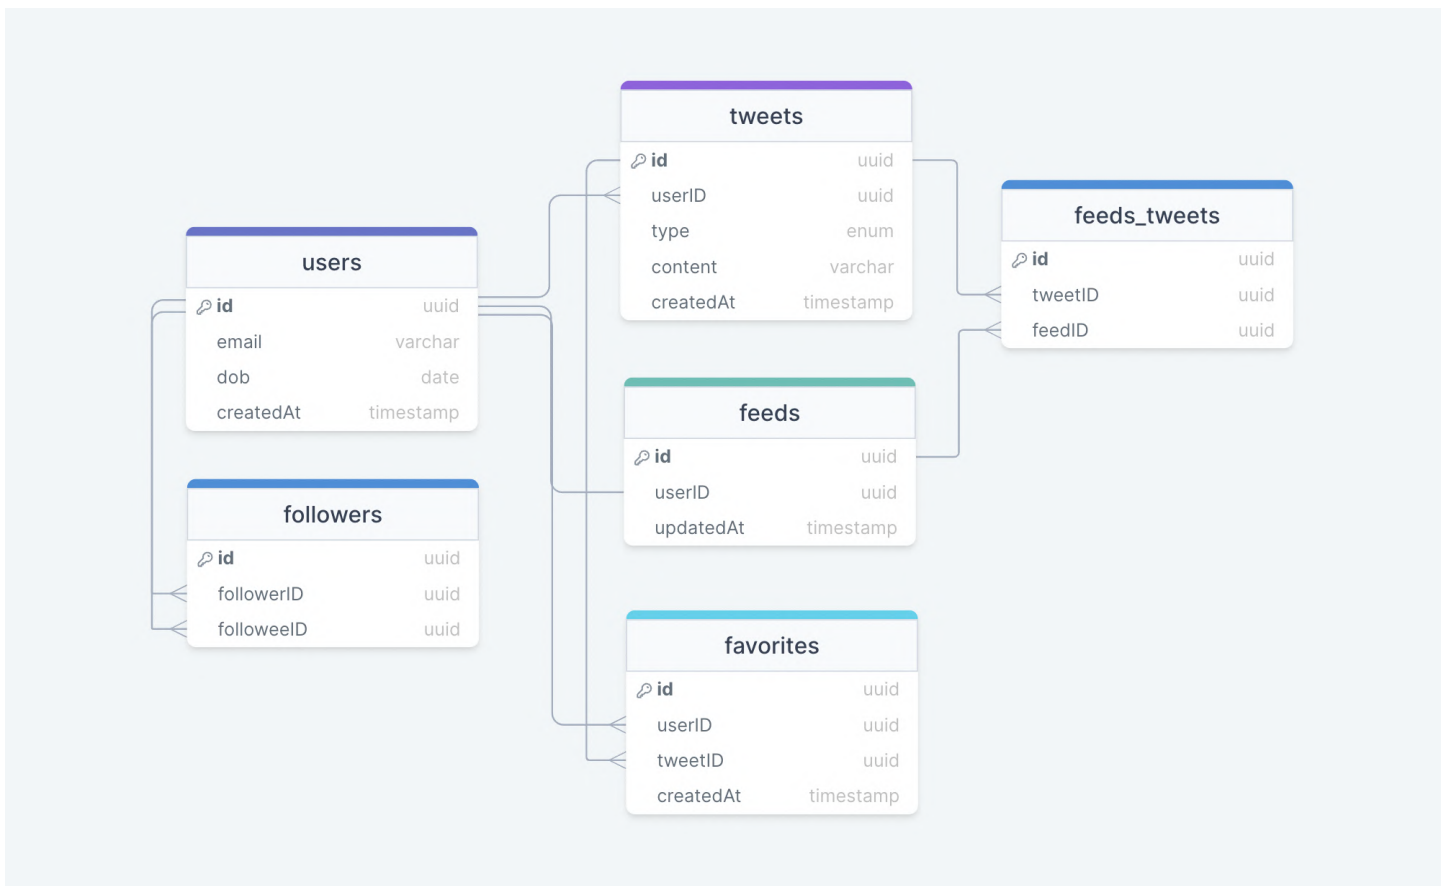 users
id uuid
email varchar
dob date
createdAt timestamp
followers
id uuid
followerID uuid
followeeID uuid
tweets
id uuid
userID uuid
type enum
content varchar
createdAt timestamp
feeds
id uuid
userID uuid
updatedAt timestamp
favorites
id uuid
userID uuid
tweetID uuid
createdAt timestamp
feeds_tweets
id uuid
tweetID uuid
feedID uuid